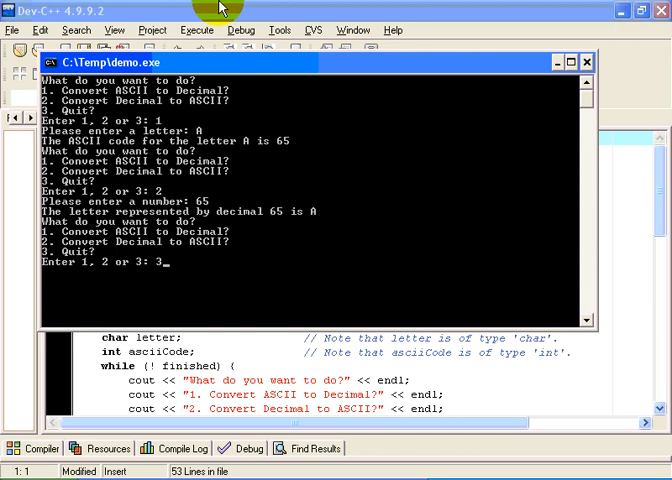 Dev-C++ 4.9.9.2
File Edit Search View Project Execute Debug Tools CVS Window Help
C:\Temp\demo.exe
What do you want to do?
1. Convert ASCII to Decimal?
2. Convert Decimal to ASCII?
3. Quit?
Enter 1, 2 or 3: 1
Please enter a letter: A
The ASCII code for the letter A is 65
What do you want to do?
1. Convert ASCII to Decimal?
2. Convert Decimal to ASCII?
3. Quit?
Enter 1, 2 or 3: 2
Please enter a number: 65
The letter represented by decimal 65 is A
What do you want to do?
1. Convert ASCII to Decimal?
2. Convert Decimal to ASCII?
3. Quit?
Enter 1, 2 or 3: 3_
char letter; // Note that letter is of type 'char'.
int asciiCode; // Note that asciiCode is of type 'int'.
while (! finished) {
cout << "What do you want to do?" << endl;
cout << "1. Convert ASCII to Decimal?" << endl;
cout << "2. Convert Decimal to ASCII?" << endl;
Compiler Resources Compile Log Debug Find Results
1: 1 Modified Insert 53 Lines in file